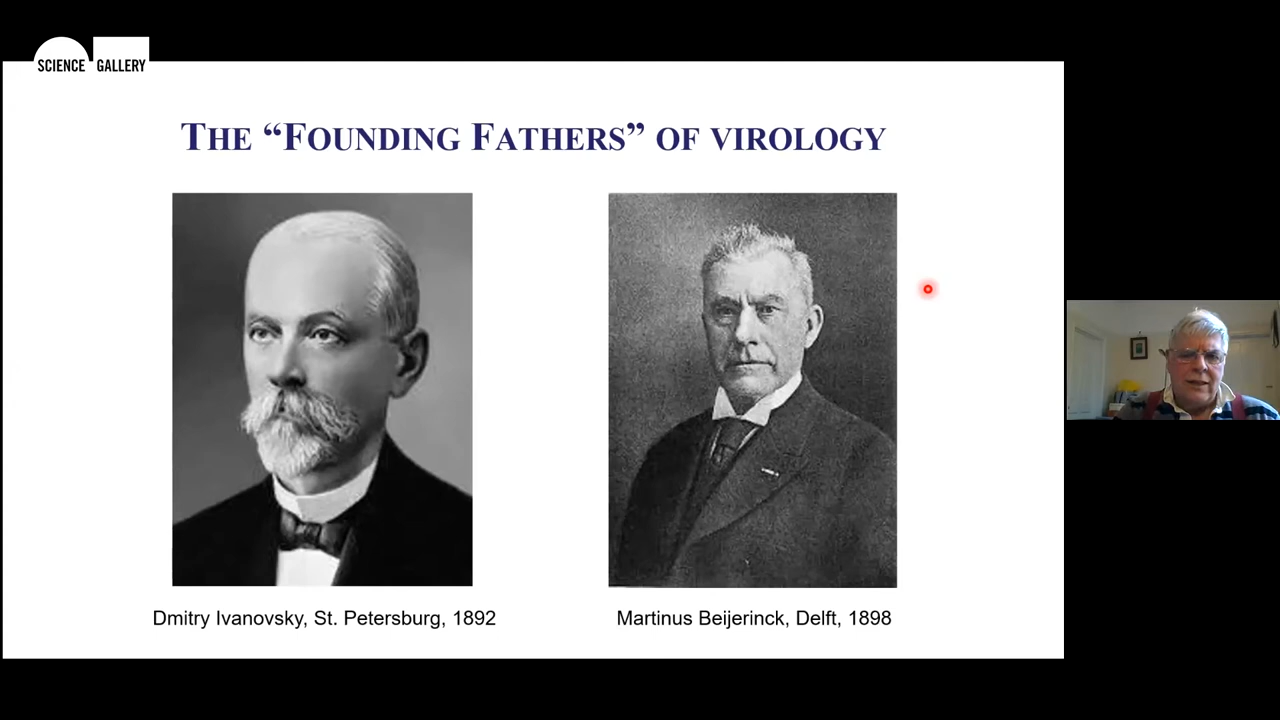 SCIENCE GALLERY
THE “FOUNDING FATHERS” OF VIROLOGY
Dmitry Ivanovsky, St. Petersburg, 1892
Martinus Beijerinck, Delft, 1898